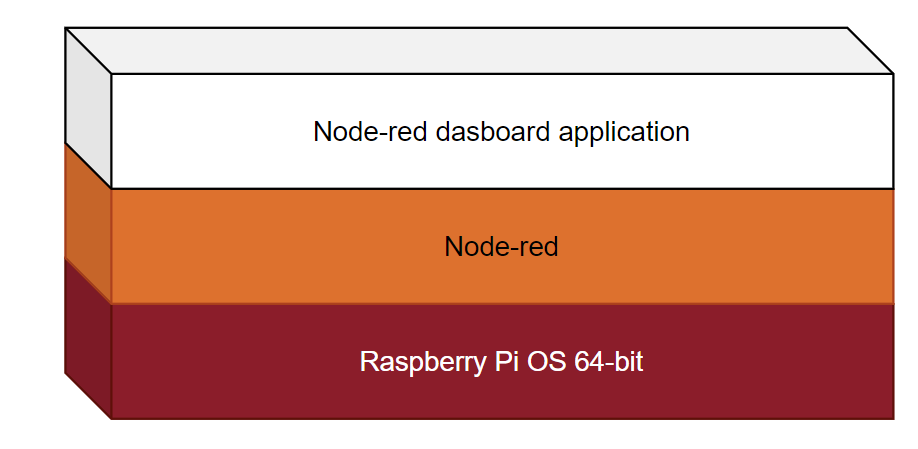 Node-red dasboard application
Node-red
Raspberry Pi OS 64-bit